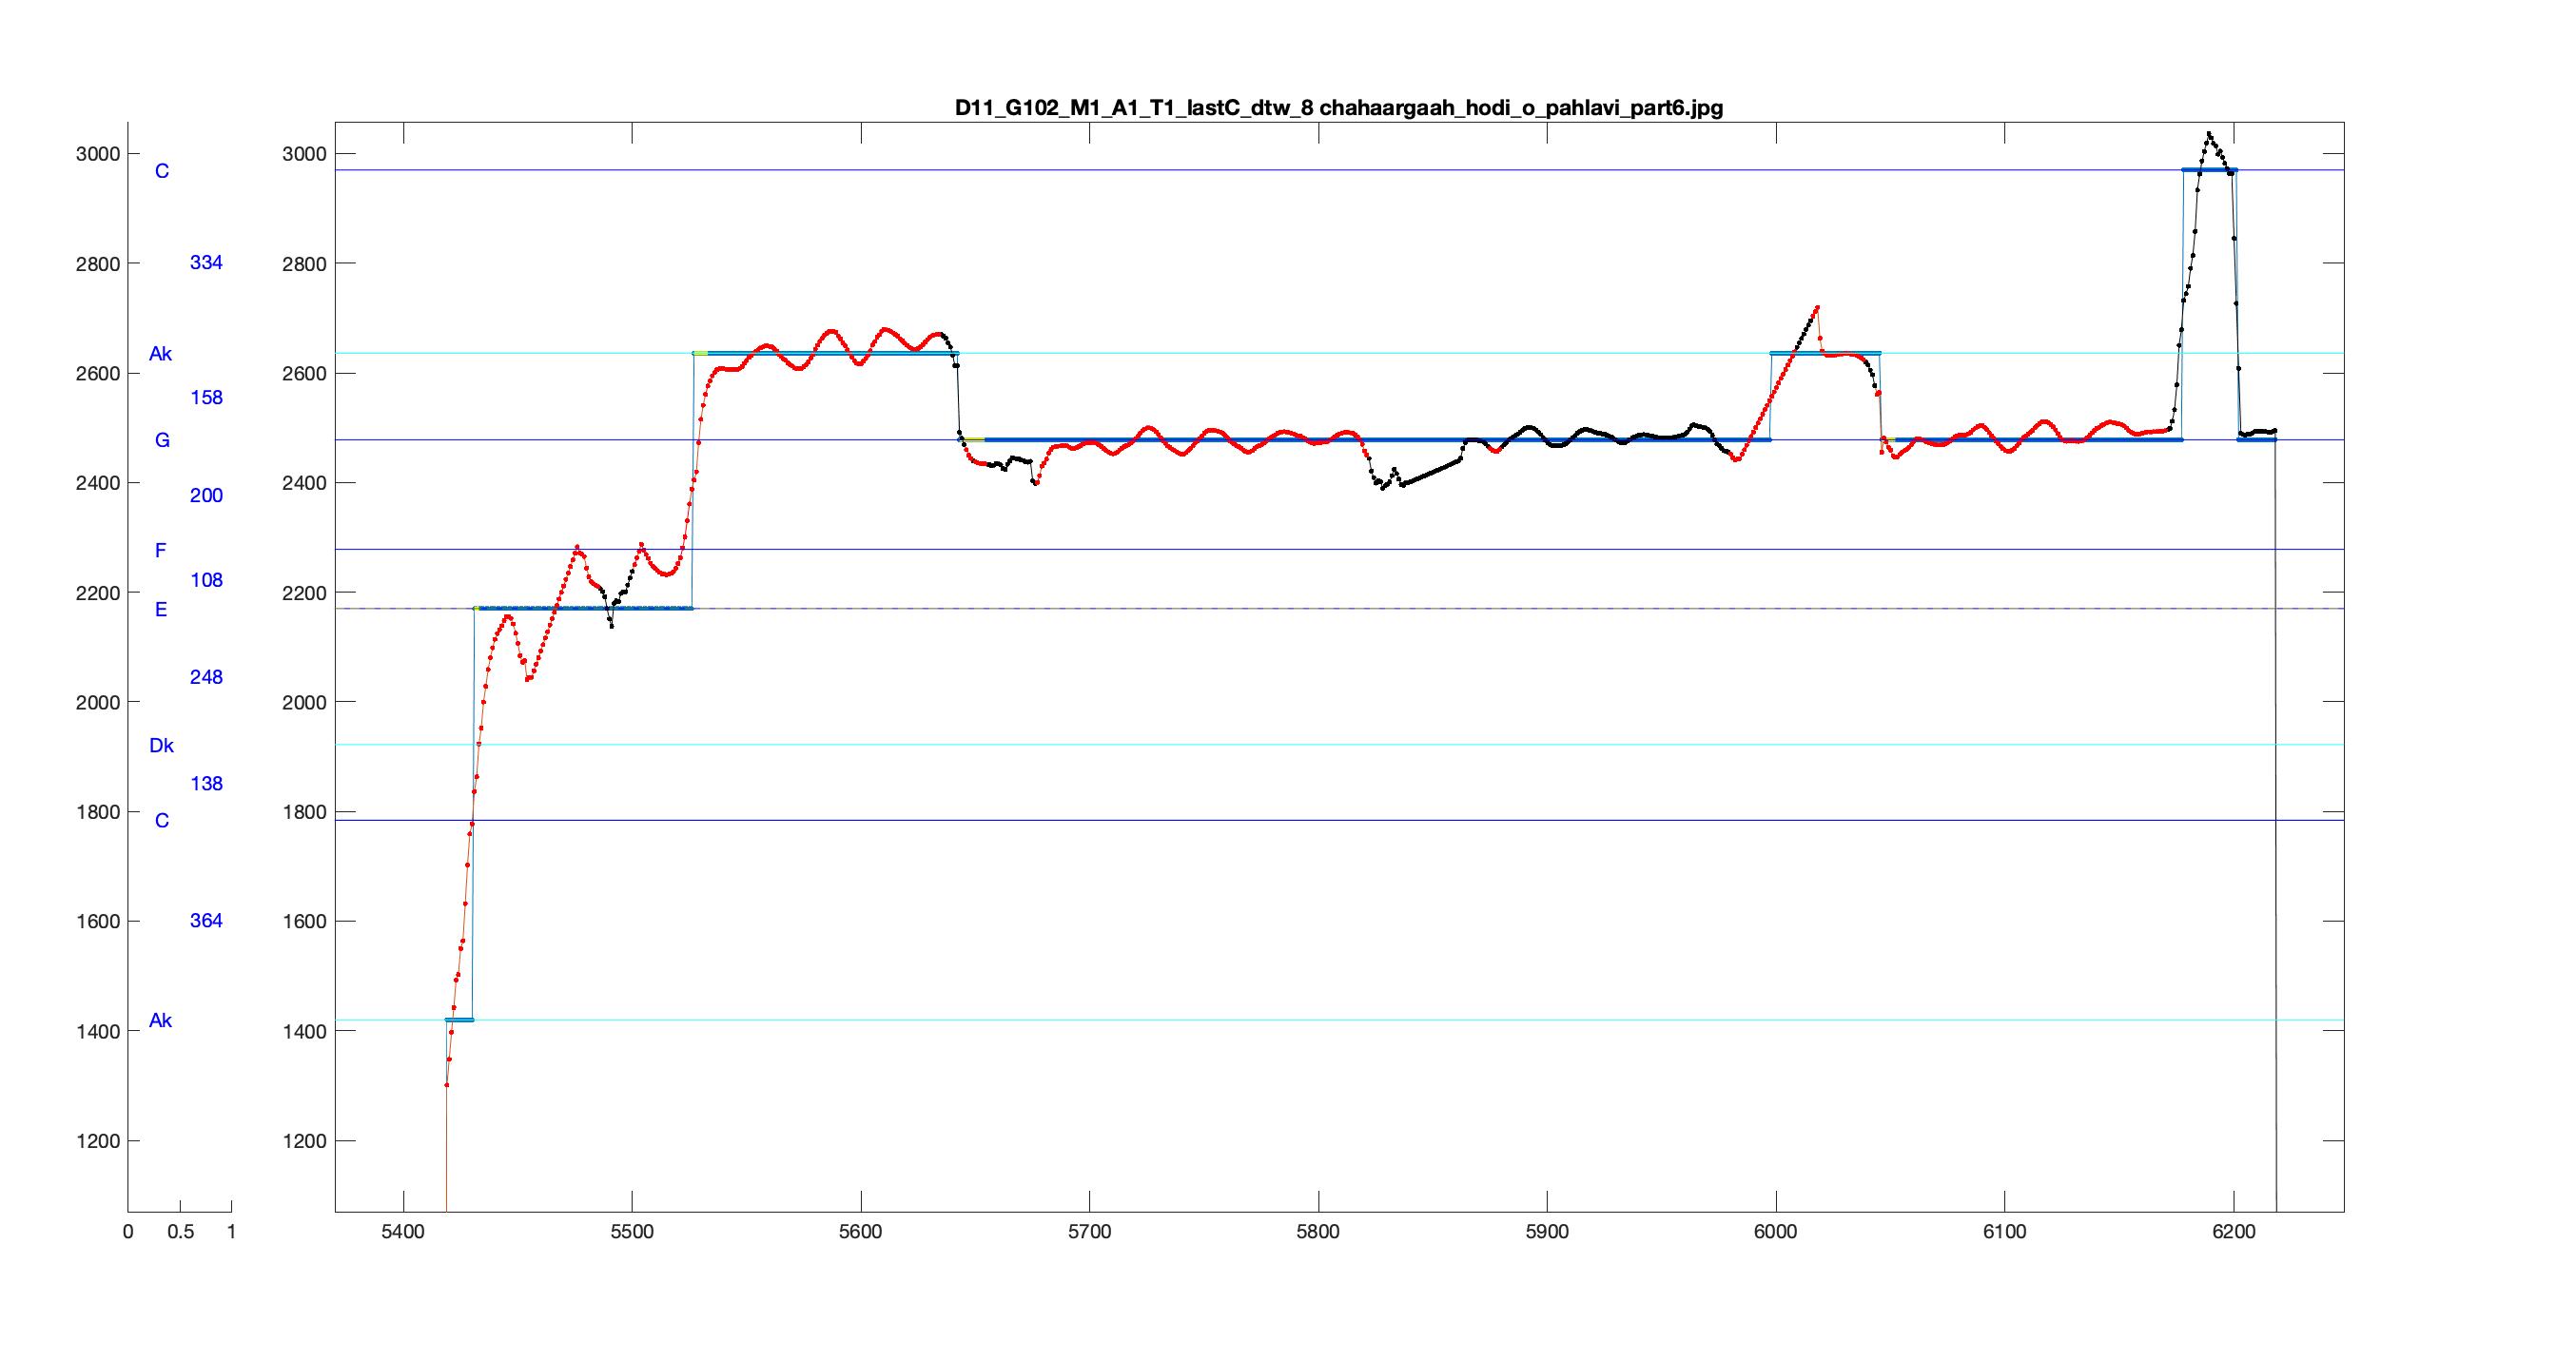 D11_G102_M1_A1_T1_lastC_dtw_8 chahaargaah_hodi_o_pahlavi_part6.jpg
3000 C 3000
334
2800 2800
Ak
2600 2600
158
G
200
2400 2400
F
108
2200 E 2200
248
2000 2000
Dk
138
1800 C 1800
364
1600 1600
Ak
1400 1400
1200 1200
0 0.5 1 5400 5500 5600 5700 5800 5900 6000 6100 6200